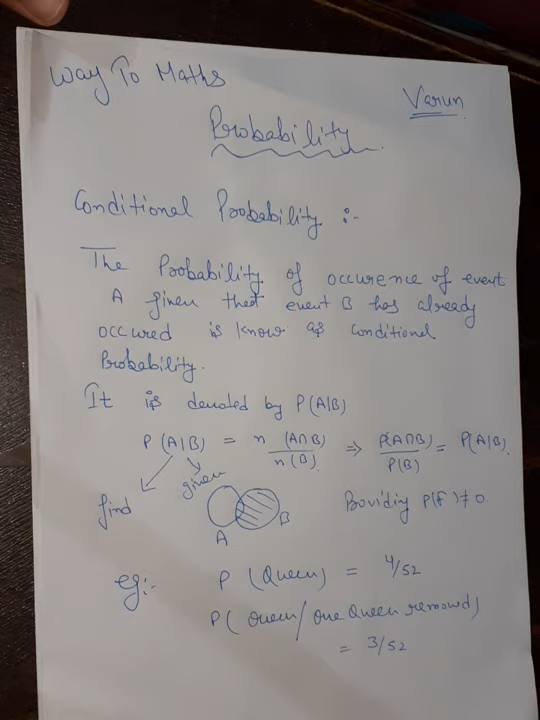 Way To Maths
Varun
Probability
Conditional Probability :-
The Probability of occurence of event
A given that event B has already
occured is know as conditional
Probability.
It is denoted by P(A|B)
P(A|B) = n (A∩B)/n(B) ⇒ P(A∩B)/P(B) = P(A|B).
find given
A B
Providing P(F) ≠ 0.
eg:- P (Queen) = 4/52
P( Queen/One Queen removed)
= 3/52